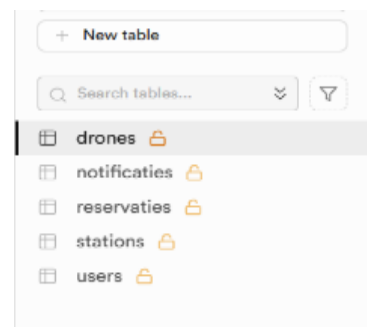 New table
Search tables...
drones
notificaties
reservaties
stations
users